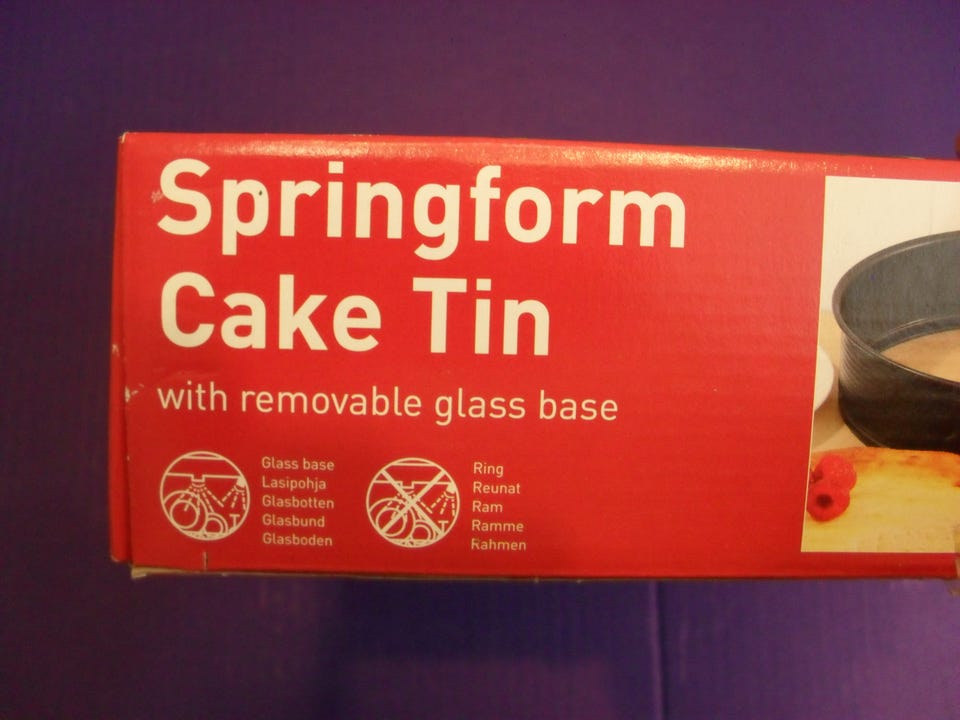 Springform
Cake Tin
with removable glass base
Glass base
Lasipohja
Glasbotten
Glasbund
Glasboden
Ring
Reunat
Ram
Ramme
Rahmen